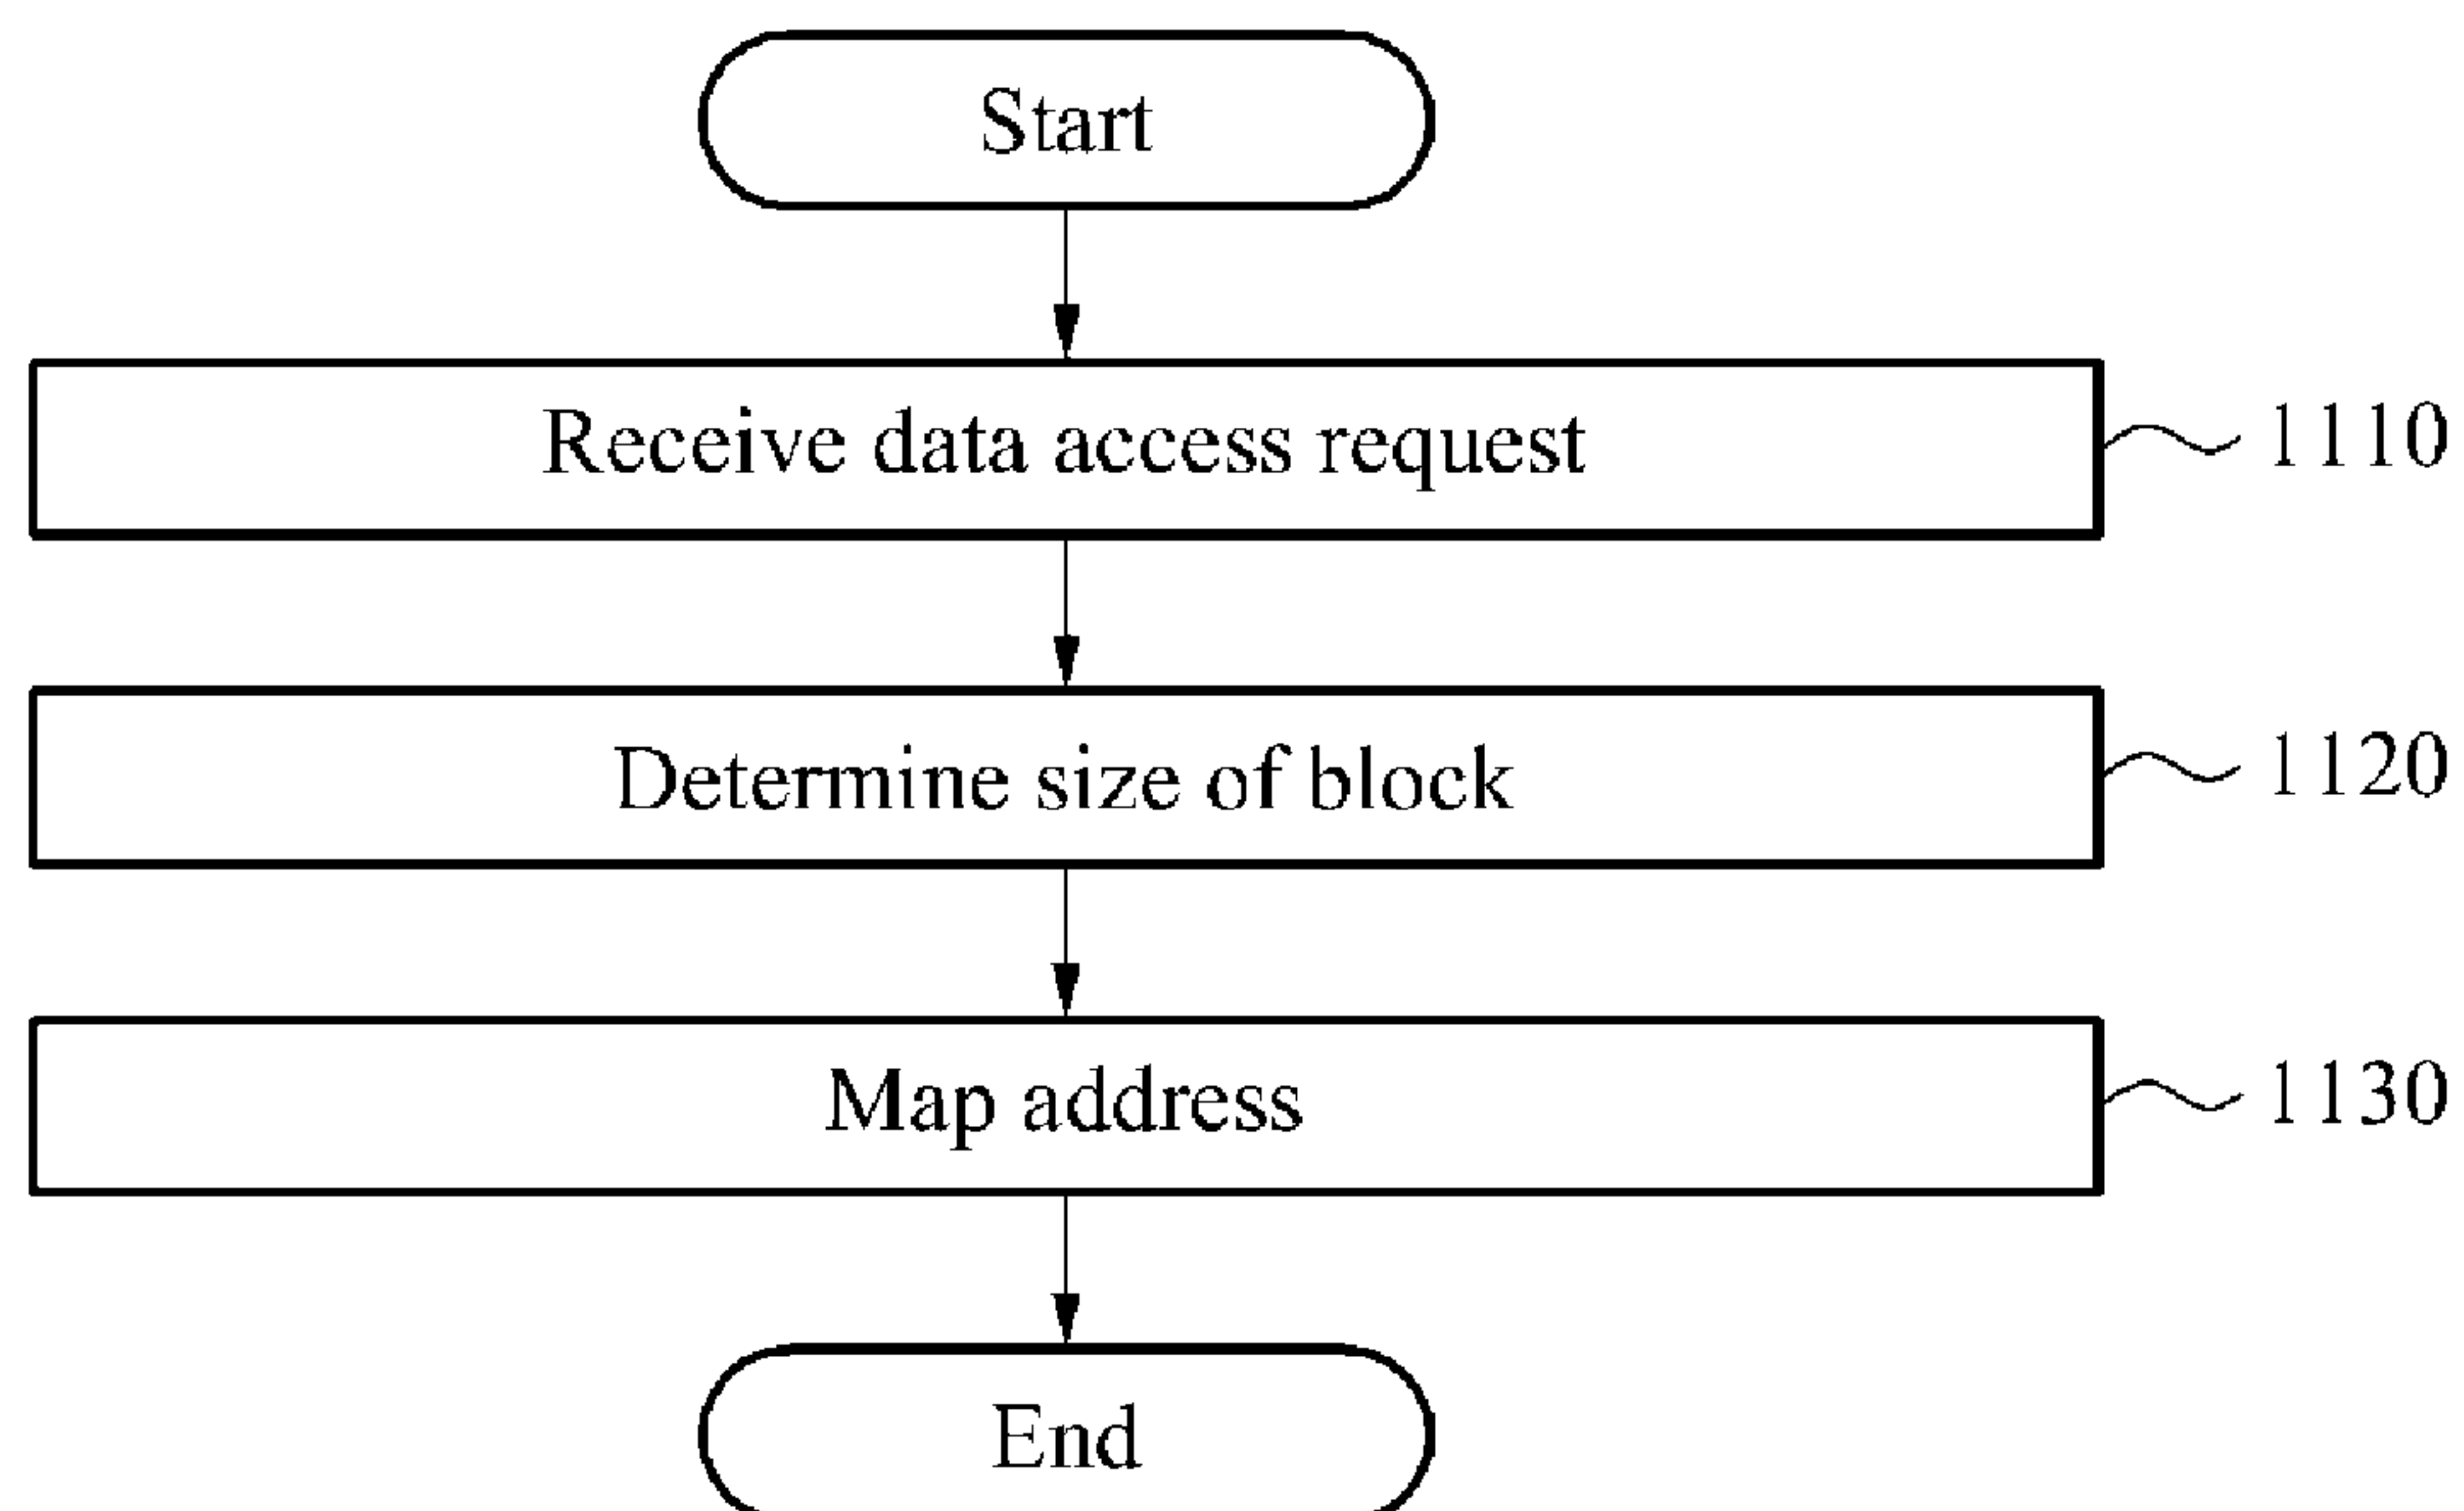 Start
Receive data access request 1110
Determine size of block 1120
Map address 1130
End